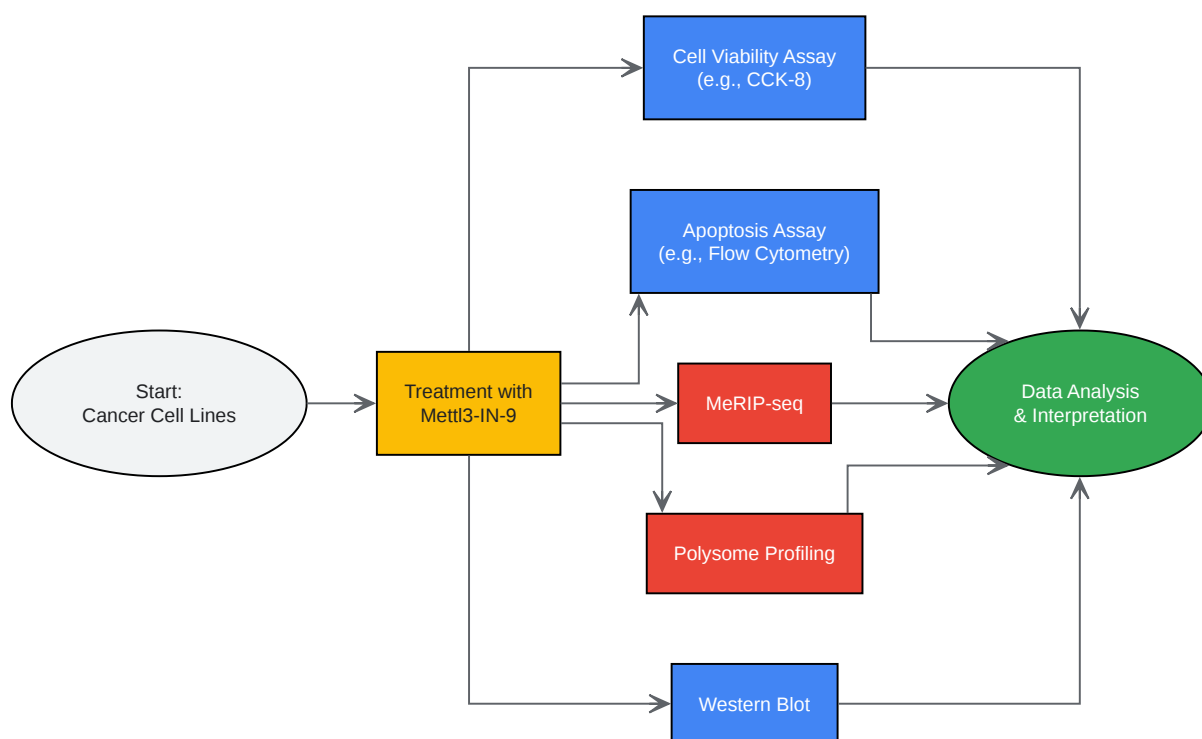 Cell Viability Assay
(e.g., CCK-8)
Apoptosis Assay
(e.g., Flow Cytometry)
Start:
Cancer Cell Lines
Treatment with
Mettl3-IN-9
MeRIP-seq
Data Analysis
& Interpretation
Polysome Profiling
Western Blot